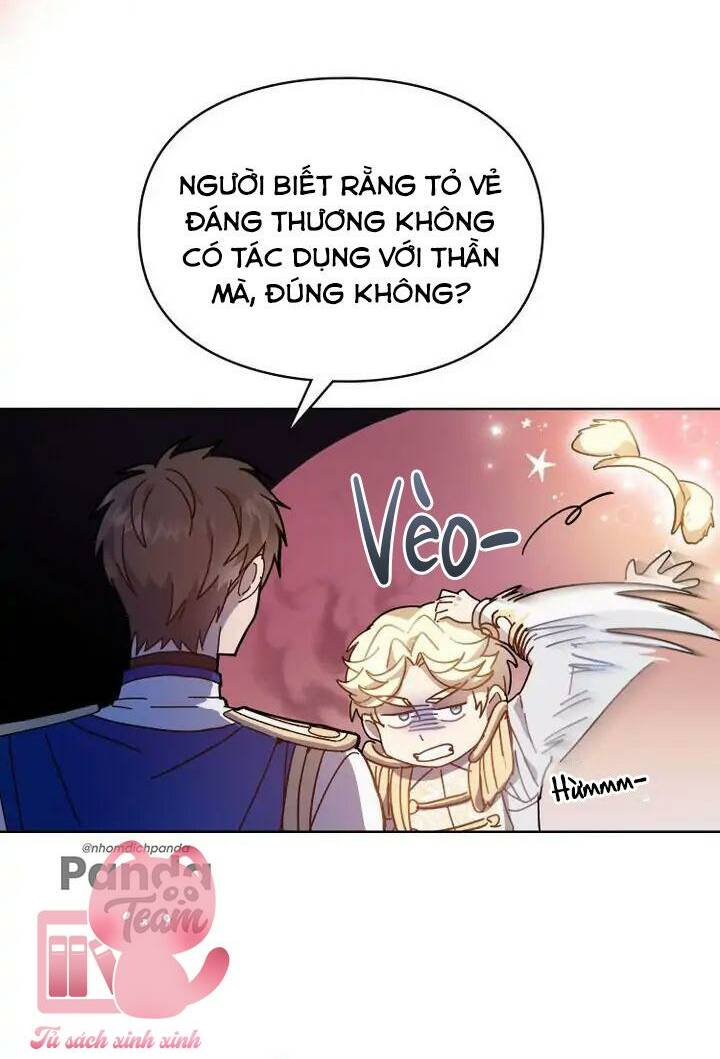 NGƯỜI BIẾT RẰNG TỎ VẺ
ĐÁNG THƯƠNG KHÔNG
CÓ TÁC DỤNG VỚI THẦN
MÀ, ĐÚNG KHÔNG?
Vèo-
Hừmmm-
@nhomdichpanda
Panda
Team
Tủ sách xinh xinh